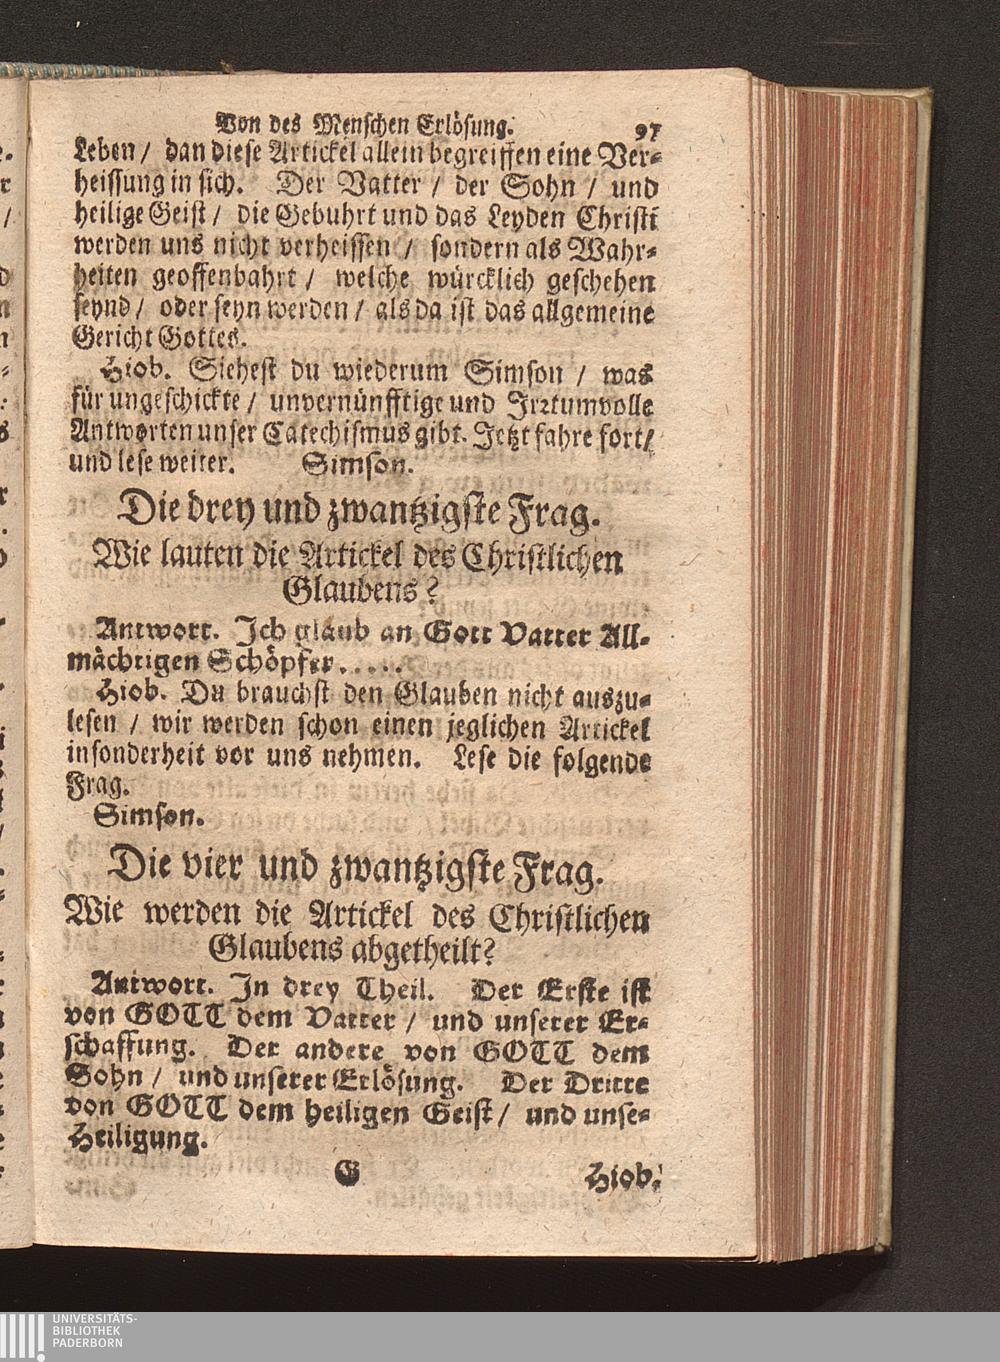 Von des Menschen Erlösung. 97
Leben / dan diese Artickel allein begreiffen eine Ver-
heissung in sich. Der Vatter / der Sohn / und
heilige Geist / die Gebuhrt und das Leyden Christi
werden uns nicht verheissen / sondern als Wahr-
heiten geoffenbahrt / welche würcklich geschehen
seynd / oder seyn werden / als da ist das allgemeine
Gericht Gottes.
Hiob. Siehest du wiederum Simson / was
für ungeschickte / unvernünfftige und Irrtumvolle
Antworten unser Catechismus gibt. Jetzt fahre fort /
und lese weiter. Simson.
Die drey und zwantzigste Frag.
Wie lauten die Artickel des Christlichen
Glaubens?
Antwort. Ich glaub an Gott Vatter All-
mächtigen Schöpfer.....
Hiob. Du brauchst den Glauben nicht auszu-
lesen / wir werden schon einen jeglichen Artickel
insonderheit vor uns nehmen. Lese die folgende
Frag.
Simson.
Die vier und zwantzigste Frag.
Wie werden die Artickel des Christlichen
Glaubens abgetheilt?
Antwort. In drey Theil. Der Erste ist
von GOTT dem Vatter / und unserer Er-
schaffung. Der andere von GOTT dem
Sohn / und unserer Erlösung. Der Dritte
von GOTT dem heiligen Geist / und unse-
Heiligung.
G Hiob.
UNIVERSITÄTS-
BIBLIOTHEK
PADERBORN